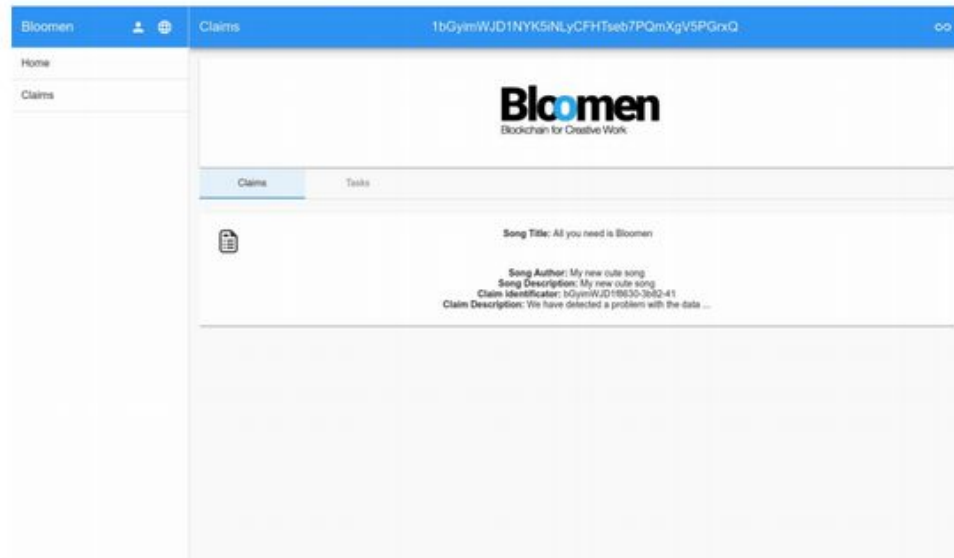 Bloomen
Claims
1bGyimWJD1NYK5iNLyCFHTseb7PQmXgV5PGrxQ
Home
Claims
Bloomen
Blockchain for Creative Work
Claims
Tasks
Song Title: All you need is Bloomen
Song Author: My new cute song
Song Description: My new cute song
Claim identificator: bGyimWJD1f8630-3b82-41
Claim Description: We have detected a problem with the data ...